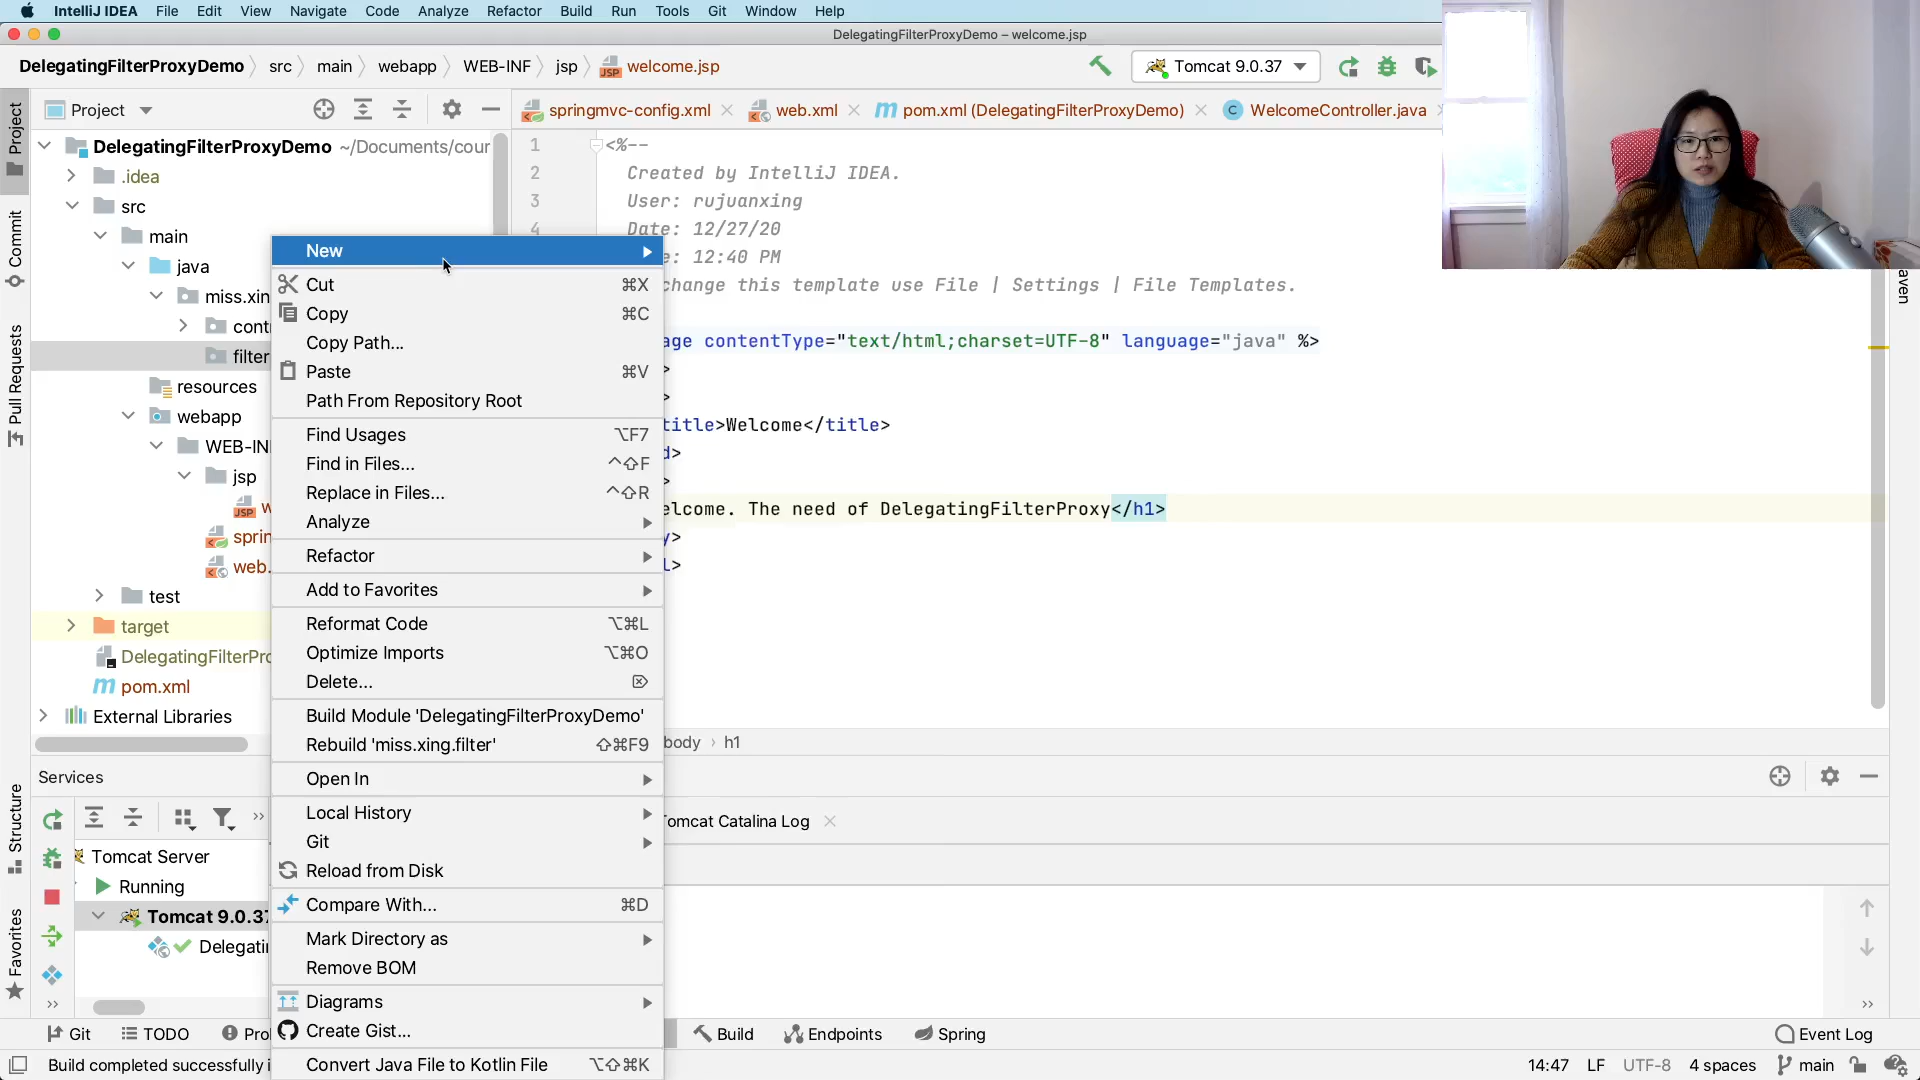 IntelliJ IDEA File Edit View Navigate Code Analyze Refactor Build Run Tools Git Window Help
DelegatingFilterProxyDemo – welcome.jsp
DelegatingFilterProxyDemo src main webapp WEB-INF jsp welcome.jsp
Tomcat 9.0.37
Project
springmvc-config.xml
web.xml
pom.xml (DelegatingFilterProxyDemo)
WelcomeController.java
Project
Commit
Pull Requests
Structure
Favorites
DelegatingFilterProxyDemo ~/Documents/cour
.idea
src
main
java
miss.xin
cont
filter
resources
webapp
WEB-IN
jsp
w
sprin
web.
test
target
DelegatingFilterPro
pom.xml
External Libraries
New
Cut ⌘X
Copy ⌘C
Copy Path...
Paste ⌘V
Path From Repository Root
Find Usages ⌥F7
Find in Files... ^⇧F
Replace in Files... ^⇧R
Analyze
Refactor
Add to Favorites
Reformat Code ⌥⌘L
Optimize Imports ⌥⌘O
Delete... ⌦
Build Module 'DelegatingFilterProxyDemo'
Rebuild 'miss.xing.filter' ⇧⌘F9
Open In
Local History
Git
Reload from Disk
Compare With... ⌘D
Mark Directory as
Remove BOM
Diagrams
Create Gist...
Convert Java File to Kotlin File ⌥⇧⌘K
1 <%--
2 Created by IntelliJ IDEA.
3 User: rujuanxing
4 Date: 12/27/20
e: 12:40 PM
change this template use File | Settings | File Templates.
age contentType="text/html;charset=UTF-8" language="java" %>
>
>
title>Welcome</title>
d>
>
elcome. The need of DelegatingFilterProxy</h1>
y>
l>
body › h1
aven
Services
Tomcat Catalina Log
Tomcat Server
Running
Tomcat 9.0.37
Delegatin
Git
TODO
Pro
Build
Endpoints
Spring
Event Log
Build completed successfully i
14:47 LF UTF-8 4 spaces main